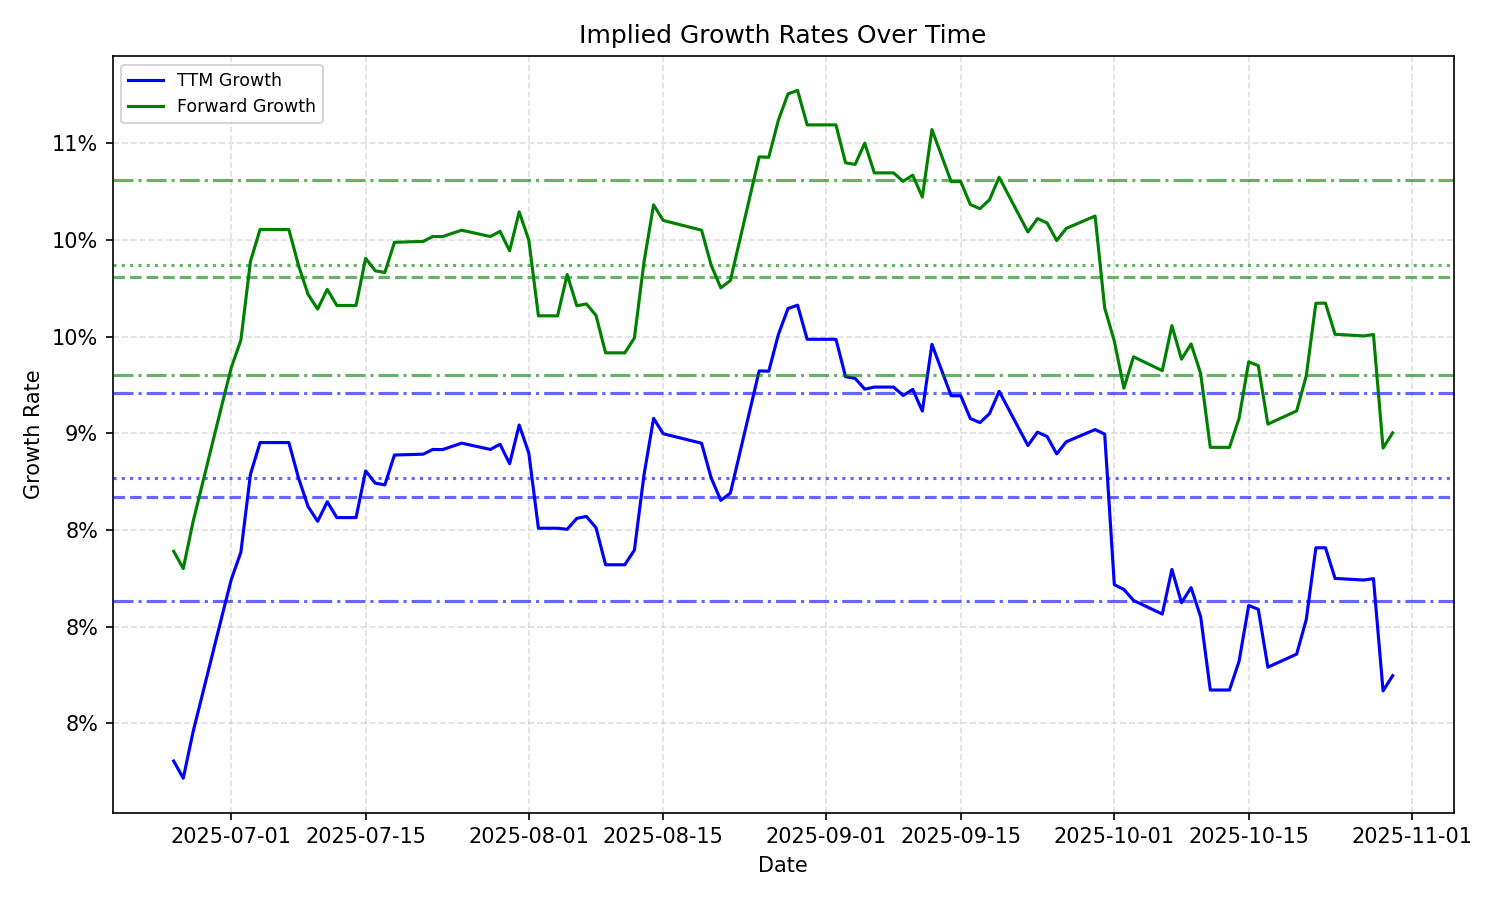 Implied Growth Rates Over Time
TTM Growth
Forward Growth
11%
10%
10%
9%
8%
8%
8%
Growth Rate
2025-07-01 2025-07-15 2025-08-01 2025-08-15 2025-09-01 2025-09-15 2025-10-01 2025-10-15 2025-11-01
Date